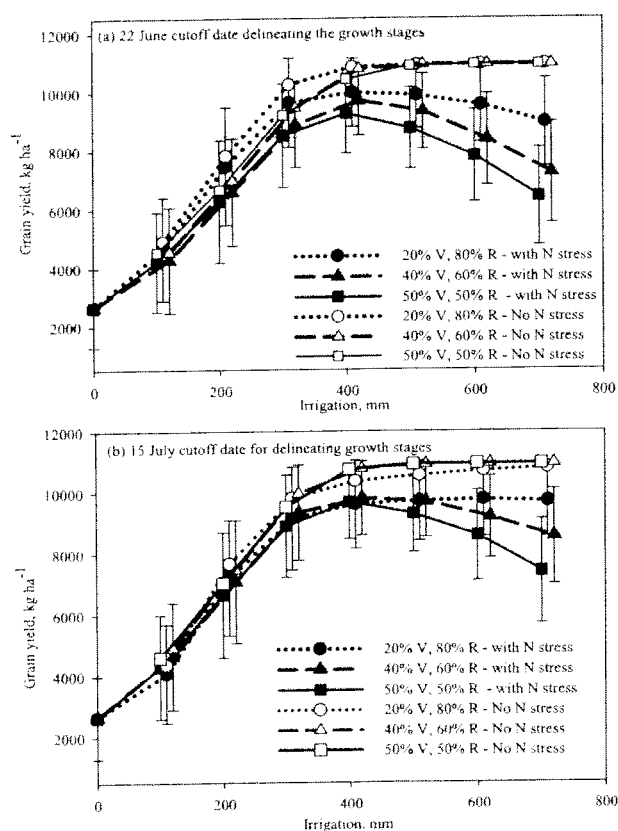 12000
(a) 22 June cutoff date delineating the growth stages
10000
8000
6000
4000
2000
Grain yield, kg ha⁻¹
20% V, 80% R - with N stress
40% V, 60% R - with N stress
50% V, 50% R - with N stress
20% V, 80% R - No N stress
40% V, 60% R - No N stress
50% V, 50% R - No N stress
0 200 400 600 800
Irrigation, mm
12000
(b) 15 July cutoff date for delineating growth stages
10000
8000
6000
4000
2000
Grain yield, kg ha⁻¹
20% V, 80% R - with N stress
40% V, 60% R - with N stress
50% V, 50% R - with N stress
20% V, 80% R - No N stress
40% V, 60% R - No N stress
50% V, 50% R - No N stress
0 200 400 600 800
Irrigation, mm